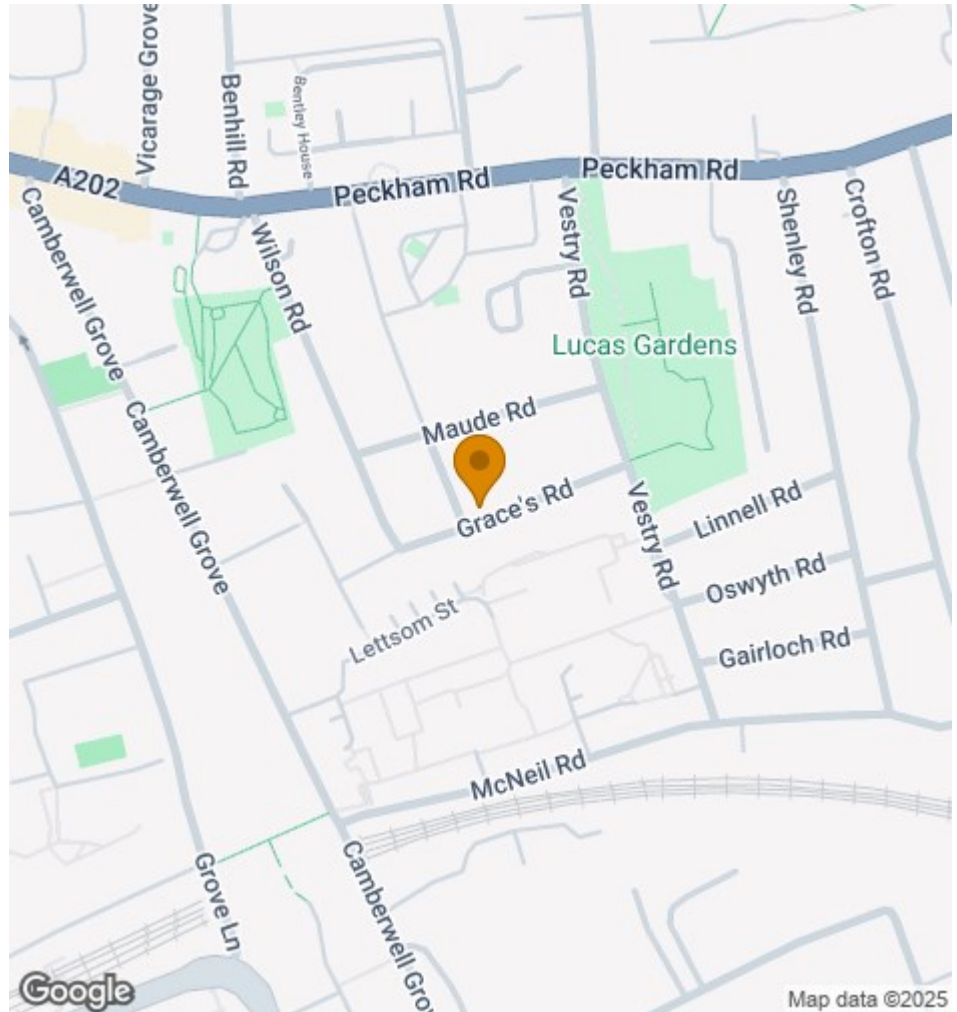 Vicarage Grove
Benhill Rd
Bentley House
A202
Peckham Rd
Peckham Rd
Camberwell Grove
Wilson Rd
Vestry Rd
Shenley Rd
Crofton Rd
Lucas Gardens
Maude Rd
Camberwell Grove
Grace's Rd
Vestry Rd
Linnell Rd
Oswyth Rd
Lettsom St
Gairloch Rd
McNeil Rd
Grove Ln
Camberwell Grov
Google
Map data ©2025